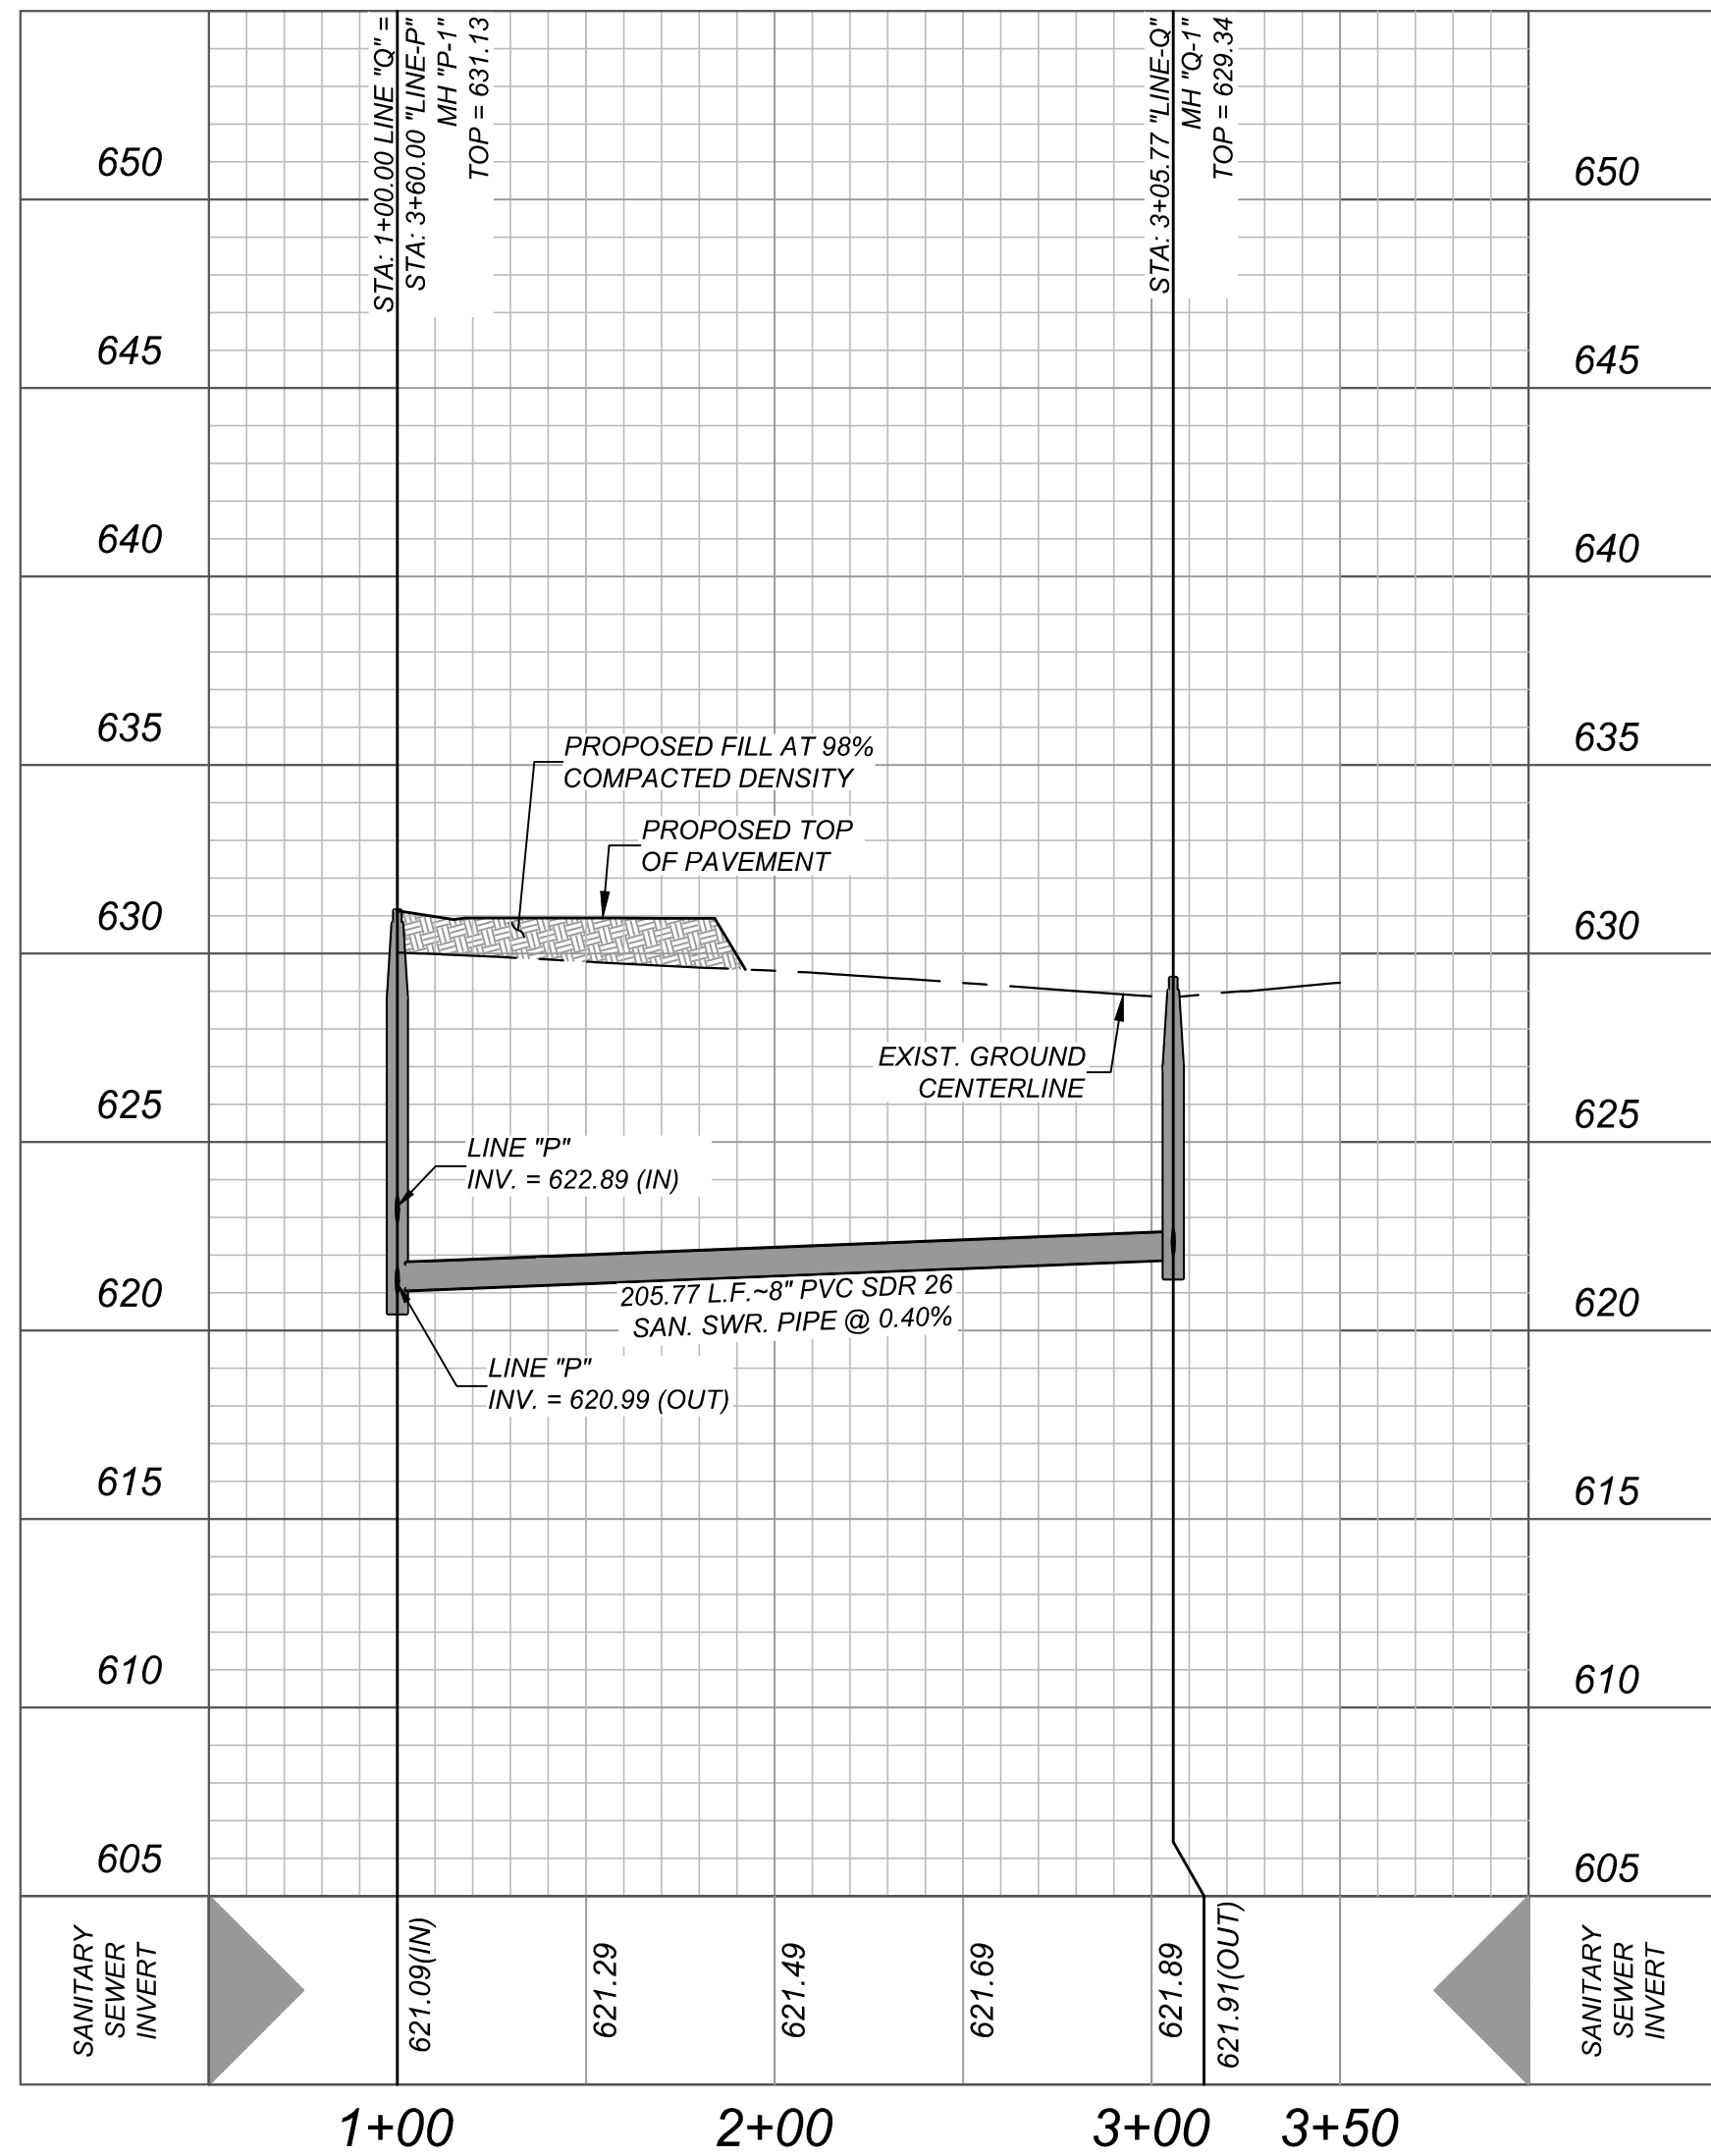 STA: 1+00.00 LINE "Q" =
STA: 3+60.00 "LINE-P"
MH "P-1"
TOP = 631.13
STA: 3+05.77 "LINE-Q"
MH "Q-1"
TOP = 629.34
650
650
645
645
640
640
635
635
PROPOSED FILL AT 98%
COMPACTED DENSITY
PROPOSED TOP
OF PAVEMENT
630
630
EXIST. GROUND
CENTERLINE
625
625
LINE "P"
INV. = 622.89 (IN)
620
620
205.77 L.F.~8" PVC SDR 26
SAN. SWR. PIPE @ 0.40%
LINE "P"
INV. = 620.99 (OUT)
615
615
610
610
605
605
SANITARY
SEWER
INVERT
621.09(IN)
621.29
621.49
621.69
621.89
621.91(OUT)
SANITARY
SEWER
INVERT
1+00
2+00
3+00
3+50